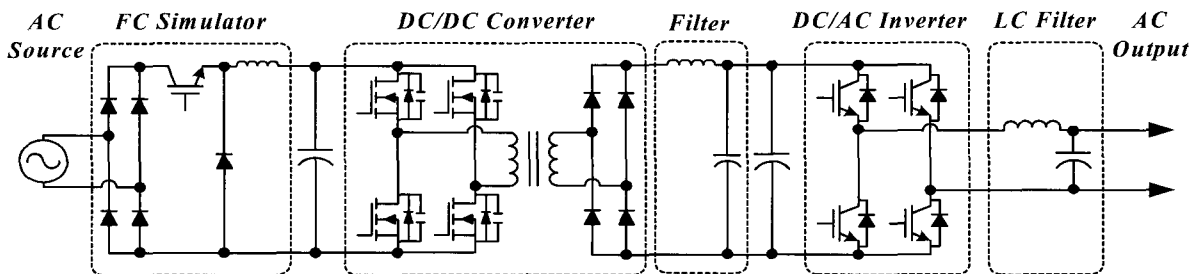 AC
Source
FC Simulator
DC/DC Converter
Filter
DC/AC Inverter
LC Filter
AC
Output